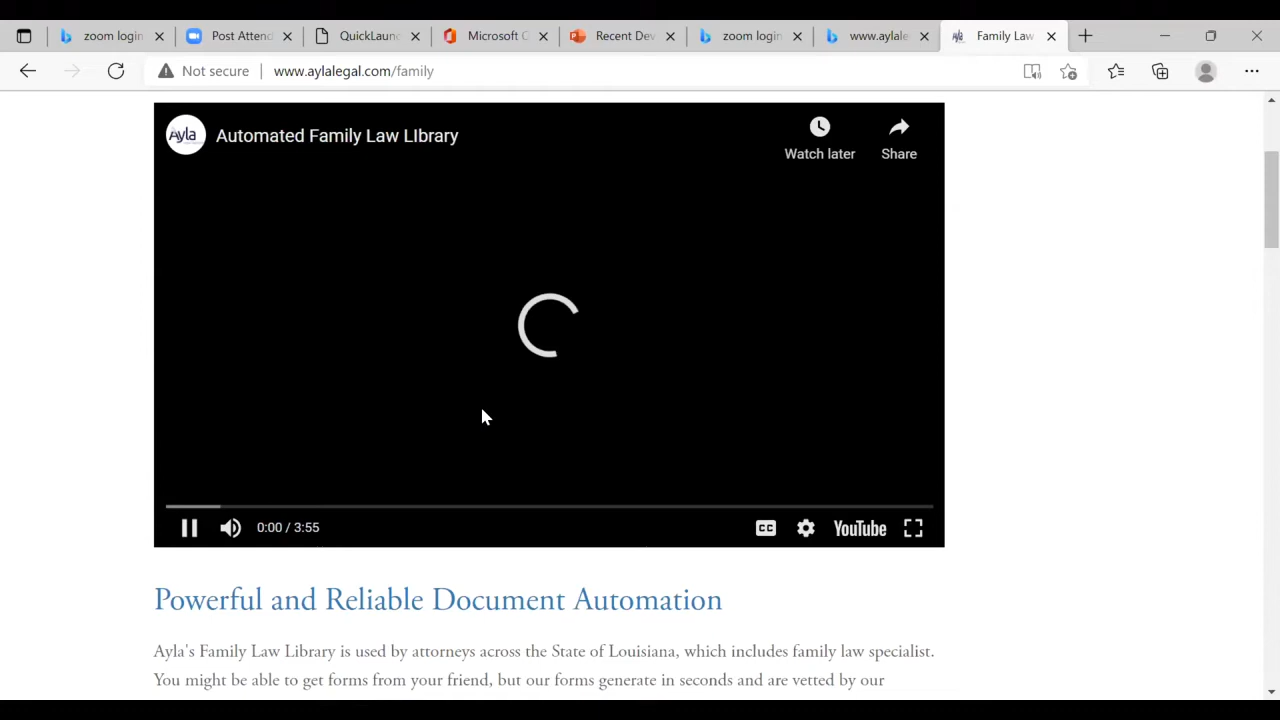 zoom login
Post Attend
QuickLaun
Microsoft
Recent Dev
zoom login
www.aylale
Family Law
Not secure
www.aylalegal.com/family
Ayla
Automated Family Law LIbrary
Watch later
Share
0:00 / 3:55
CC
YouTube
Powerful and Reliable Document Automation
Ayla's Family Law Library is used by attorneys across the State of Louisiana, which includes family law specialist.
You might be able to get forms from your friend, but our forms generate in seconds and are vetted by our